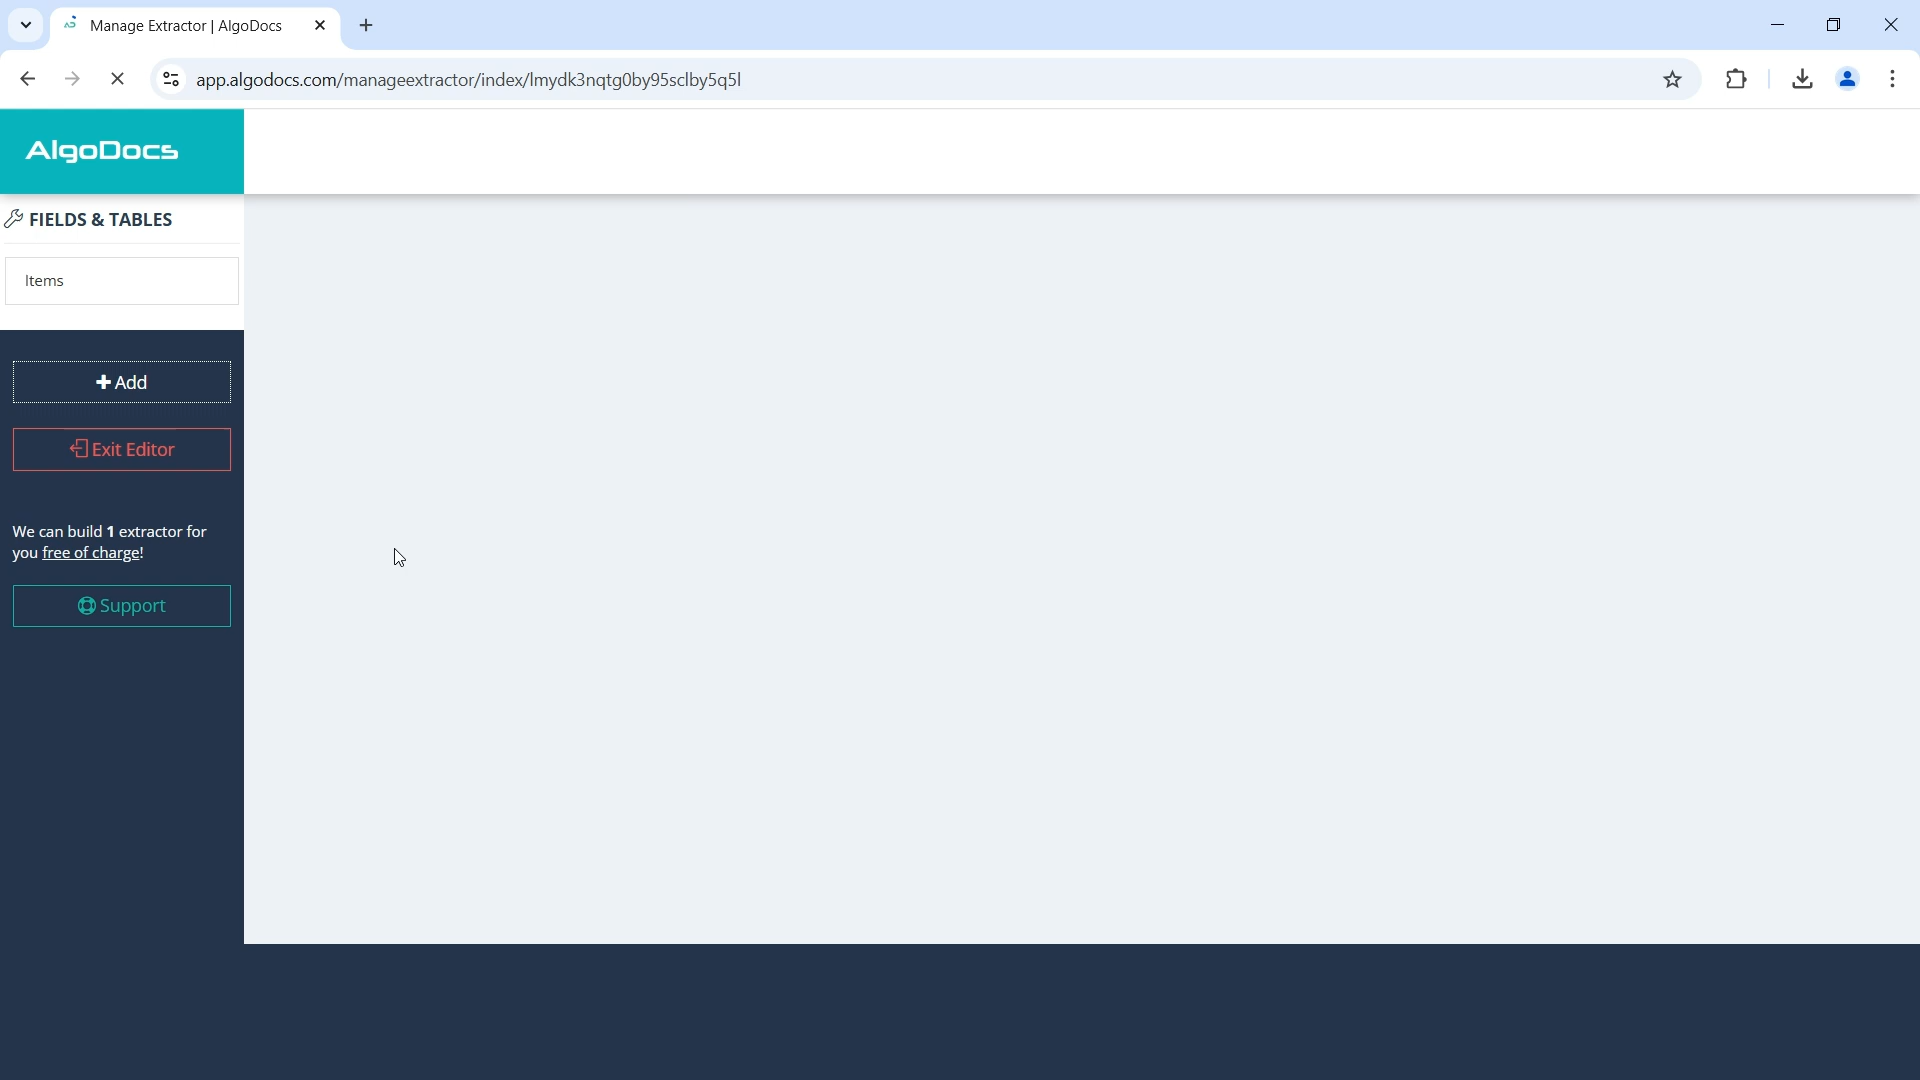 Manage Extractor | AlgoDocs
app.algodocs.com/manageextractor/index/lmydk3nqtg0by95sclby5q5l
AlgoDocs
FIELDS & TABLES
Items
Add
Exit Editor
We can build 1 extractor for
you free of charge!
Support